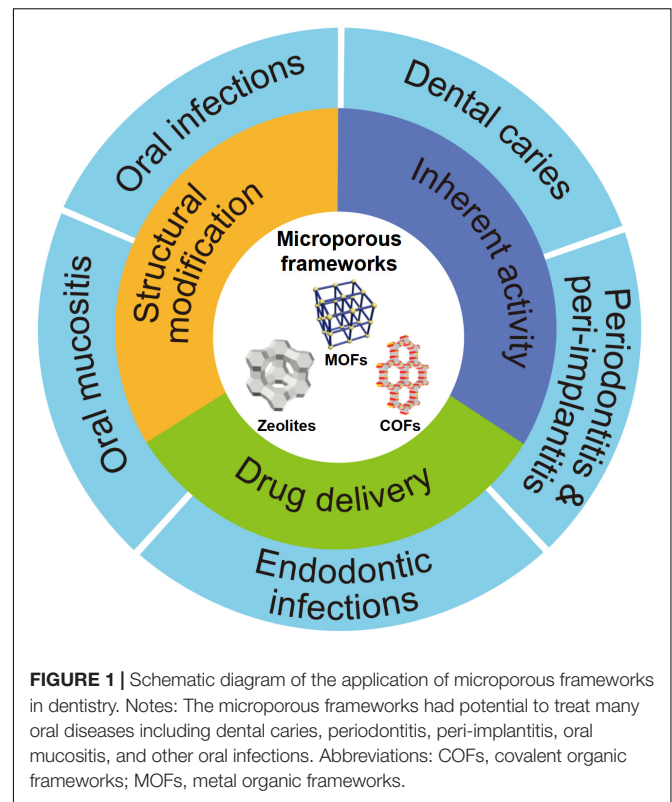 Oral infections
Dental caries
Periodontitis &
peri-implantitis
Endodontic
infections
Oral mucositis
Structural
modification
Inherent activity
Drug delivery
Microporous
frameworks
MOFs
Zeolites
COFs
FIGURE 1 | Schematic diagram of the application of microporous frameworks
in dentistry. Notes: The microporous frameworks had potential to treat many
oral diseases including dental caries, periodontitis, peri-implantitis, oral
mucositis, and other oral infections. Abbreviations: COFs, covalent organic
frameworks; MOFs, metal organic frameworks.